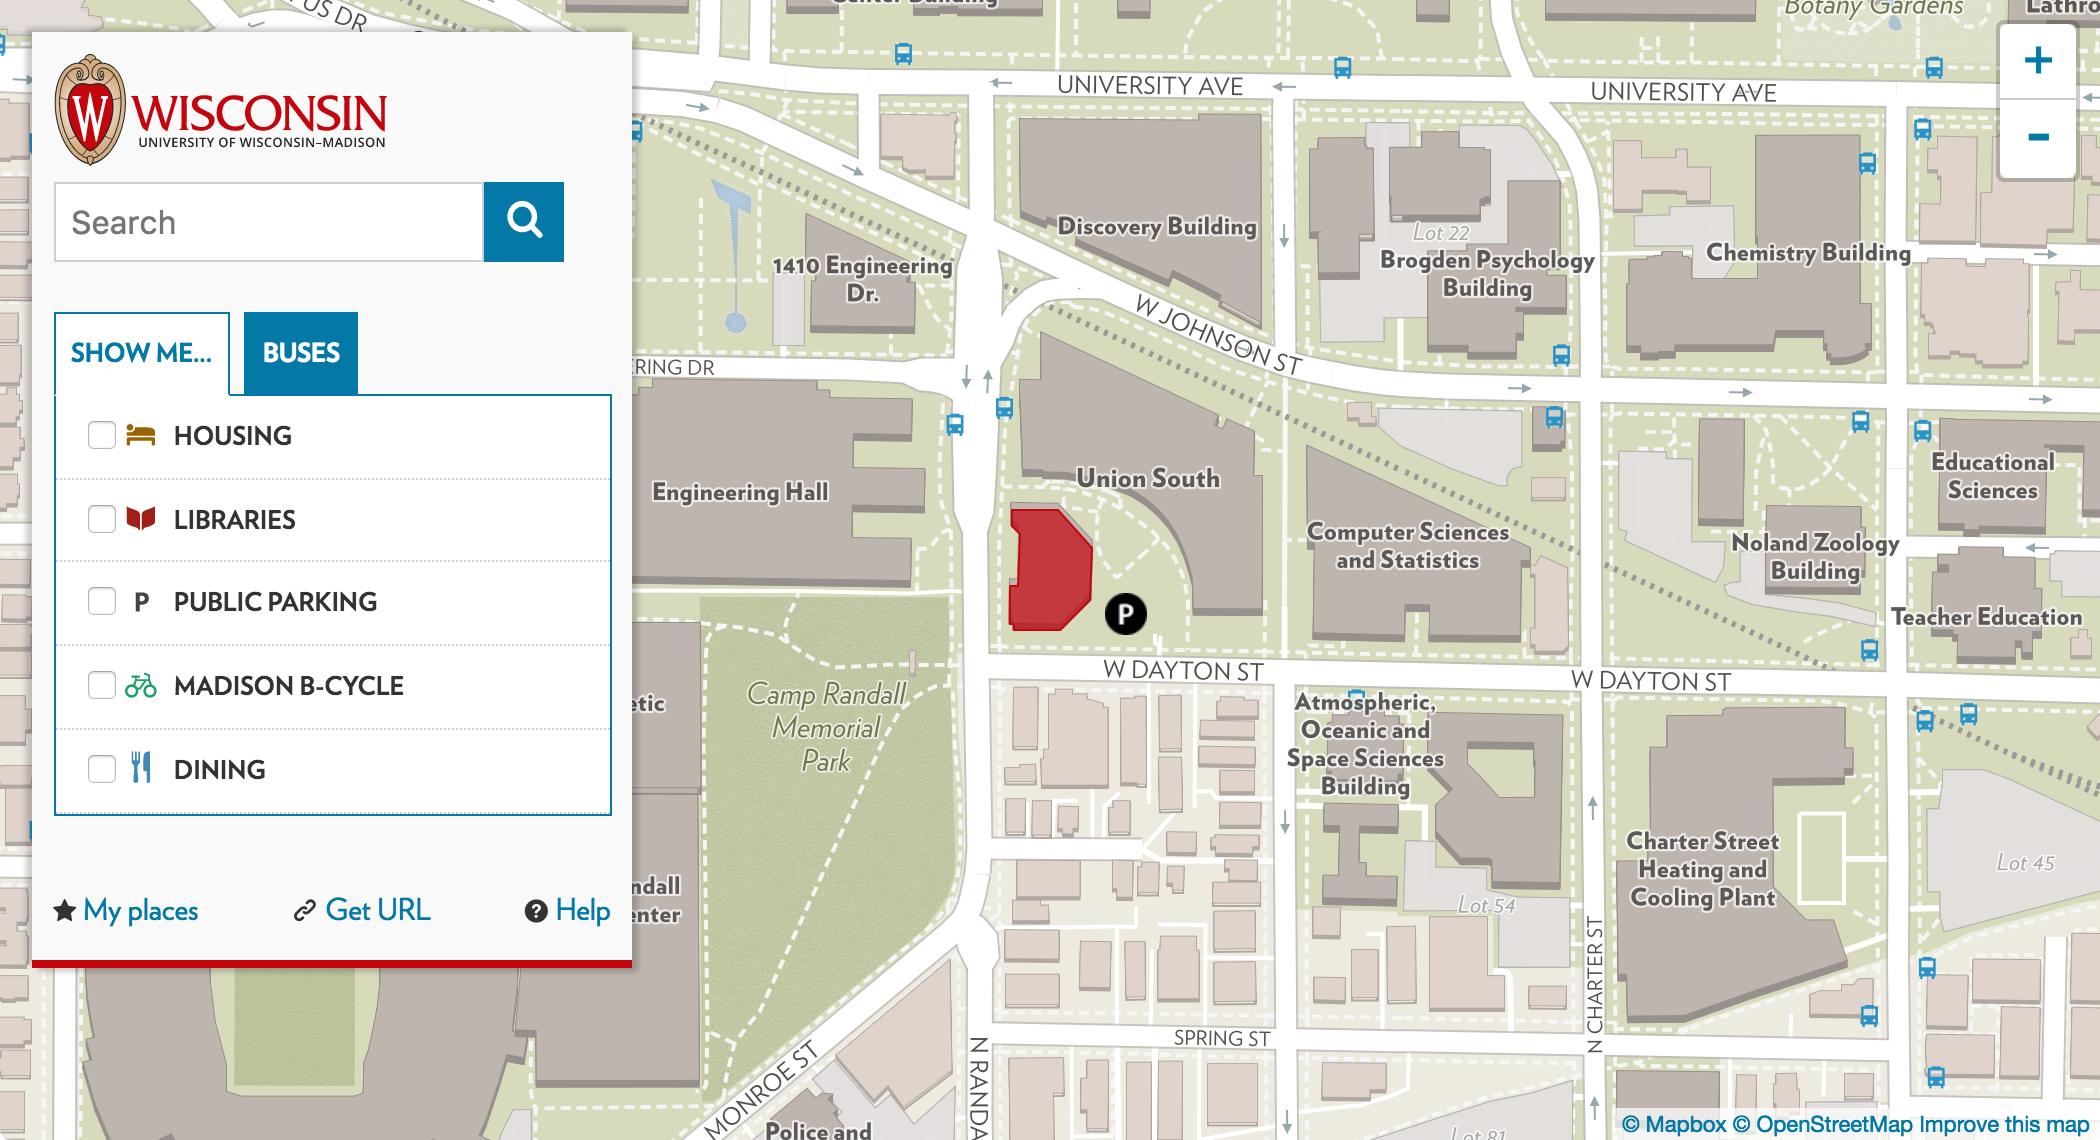 WISCONSIN
UNIVERSITY OF WISCONSIN–MADISON
Search
SHOW ME...
BUSES
HOUSING
LIBRARIES
P PUBLIC PARKING
MADISON B-CYCLE
DINING
My places
Get URL
? Help
US DR
Center Building
Botany Gardens
Lathro
+
-
UNIVERSITY AVE
UNIVERSITY AVE
Discovery Building
Lot 22
Brogden Psychology
Building
Chemistry Building
1410 Engineering
Dr.
W JOHNSON ST
ERING DR
Engineering Hall
Union South
Computer Sciences
and Statistics
Educational
Sciences
Noland Zoology
Building
Teacher Education
P
W DAYTON ST
W DAYTON ST
Camp Randall
Memorial
Park
etic
Atmospheric,
Oceanic and
Space Sciences
Building
Charter Street
Heating and
Cooling Plant
Lot 45
ndall
enter
Lot 54
N CHARTER ST
SPRING ST
MONROE ST
N RANDA
Police and
Lot 81
© Mapbox © OpenStreetMap Improve this map